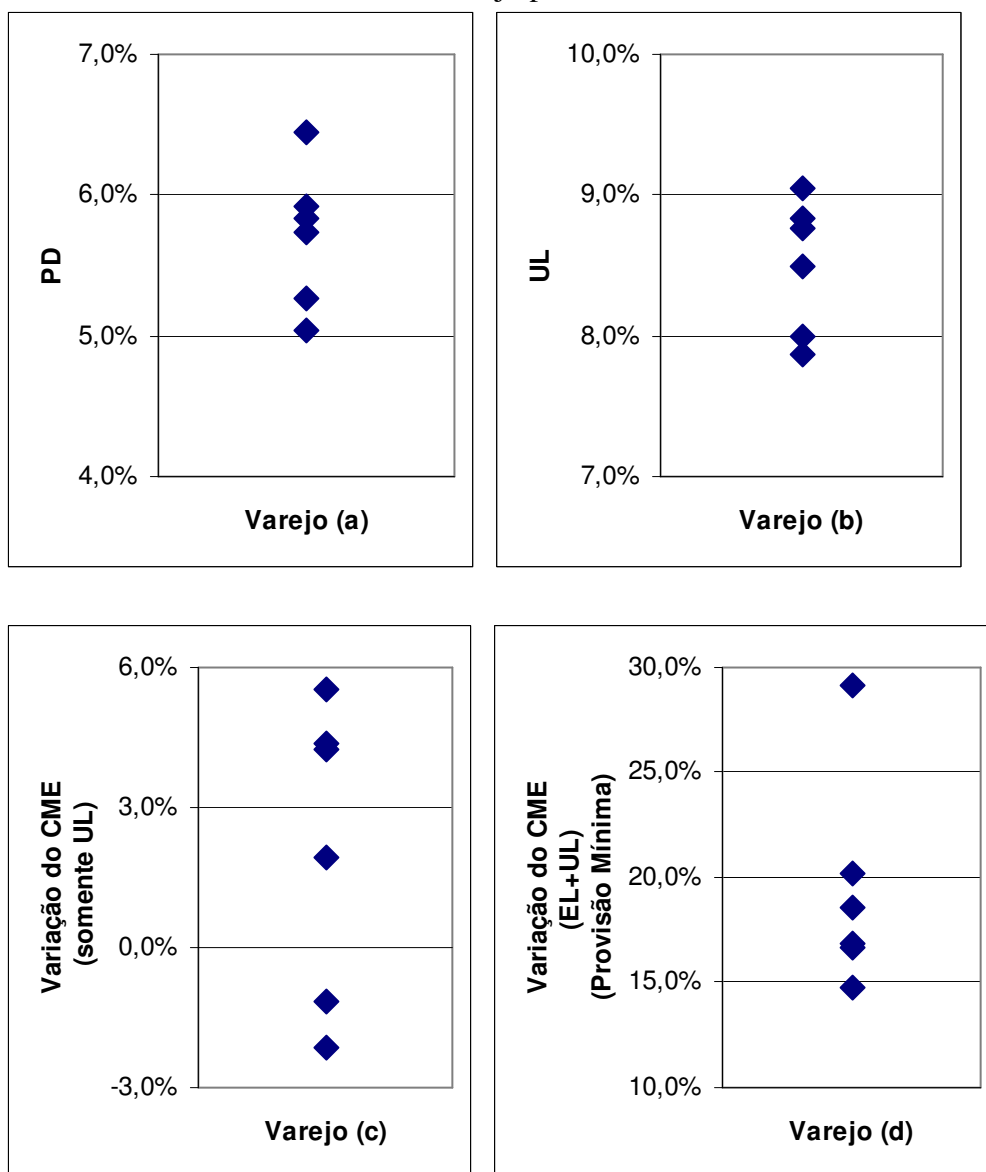 7,0%
6,0%
5,0%
4,0%
PD
Varejo (a)
10,0%
9,0%
8,0%
7,0%
UL
Varejo (b)
6,0%
3,0%
0,0%
-3,0%
Variação do CME
(somente UL)
Varejo (c)
30,0%
25,0%
20,0%
15,0%
10,0%
Variação do CME
(EL+UL)
(Provisão Mínima)
Varejo (d)